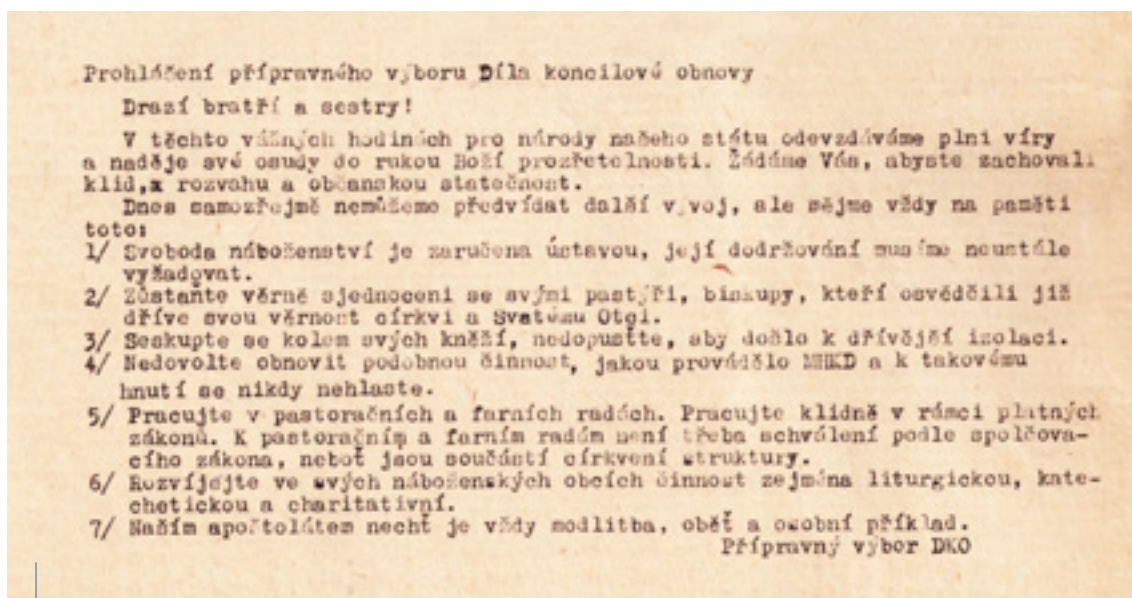 Prohlášení přípravného výboru Díla koncilové obnovy
Drazí bratři a sestry!
V těchto vážných hodinách pro národy našeho státu odevzdáváme plni víry
a naděje své osudy do rukou Boží prozřetelnosti. Žádáme Vás, abyste zachovali
klid,x rozvahu a občanskou statečnost.
Dnes samozřejmě nemůžeme předvídat další vývoj, ale mějme vždy na paměti
toto:
1/ Svoboda náboženství je zaručena ústavou, její dodržování musíme neustále
vyžadovat.
2/ Zůstaňte věrně sjednoceni se svými pastýři, biskupy, kteří osvědčili již
dříve svou věrnost církvi a Svatému Otci.
3/ Seskupte se kolem svých kněží, nedopusťte, aby došlo k dřívější izolaci.
4/ Nedovolte obnovit podobnou činnost, jakou provádělo MHKD a k takovému
hnutí se nikdy nehlaste.
5/ Pracujte v pastoračních a farních radách. Pracujte klidně v rámci platných
zákonů. K pastoračním a farním radám není třeba schválení podle spolčova-
cího zákona, neboť jsou součástí církevní struktury.
6/ Rozvíjejte ve svých náboženských obcích činnost zejména liturgickou, kate-
chetickou a charitativní.
7/ Naším apoštolátem nechť je vždy modlitba, oběť a osobní příklad.
Přípravný výbor DKO